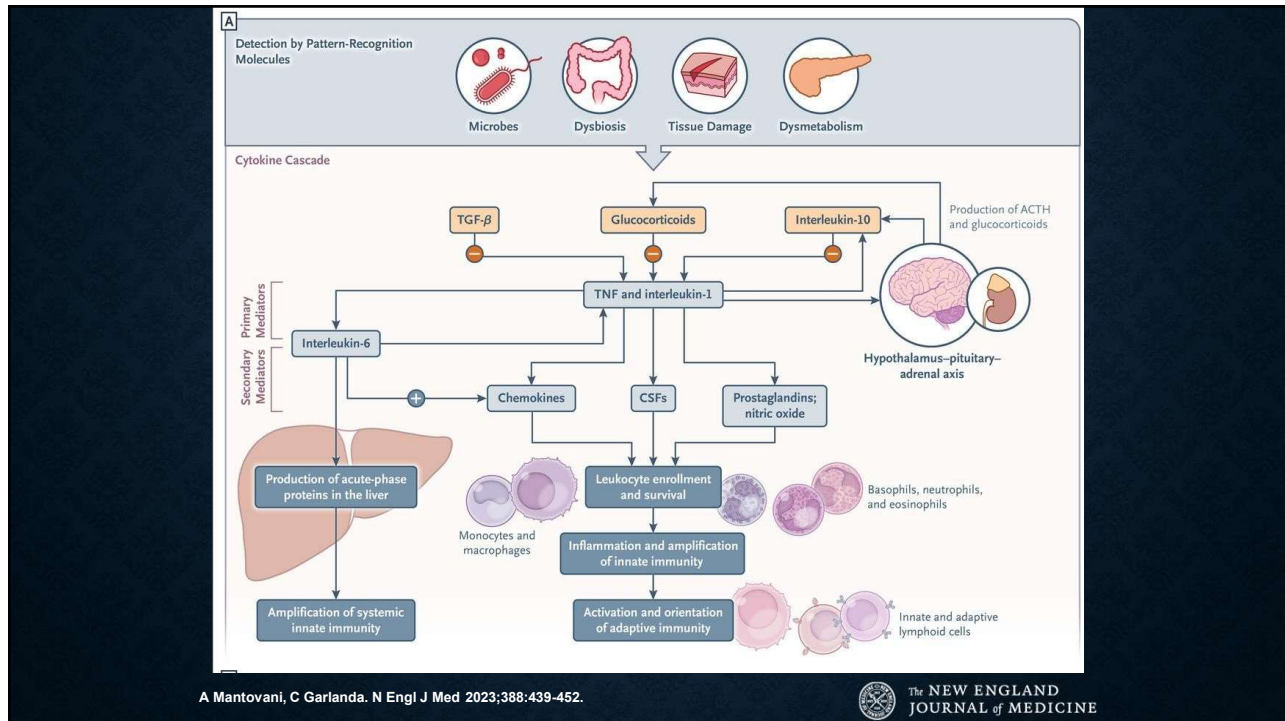 A
Detection by Pattern-Recognition
Molecules
Microbes
Dysbiosis
Tissue Damage
Dysmetabolism
Cytokine Cascade
TGF-β
Glucocorticoids
Interleukin-10
Production of ACTH
and glucocorticoids
−
−
−
Primary
Mediators
TNF and interleukin-1
Interleukin-6
Hypothalamus–pituitary–
adrenal axis
Secondary
Mediators
+
Chemokines
CSFs
Prostaglandins;
nitric oxide
Production of acute-phase
proteins in the liver
Leukocyte enrollment
and survival
Basophils, neutrophils,
and eosinophils
Monocytes and
macrophages
Inflammation and amplification
of innate immunity
Amplification of systemic
innate immunity
Activation and orientation
of adaptive immunity
Innate and adaptive
lymphoid cells
A Mantovani, C Garlanda. N Engl J Med 2023;388:439-452.
The NEW ENGLAND
JOURNAL of MEDICINE